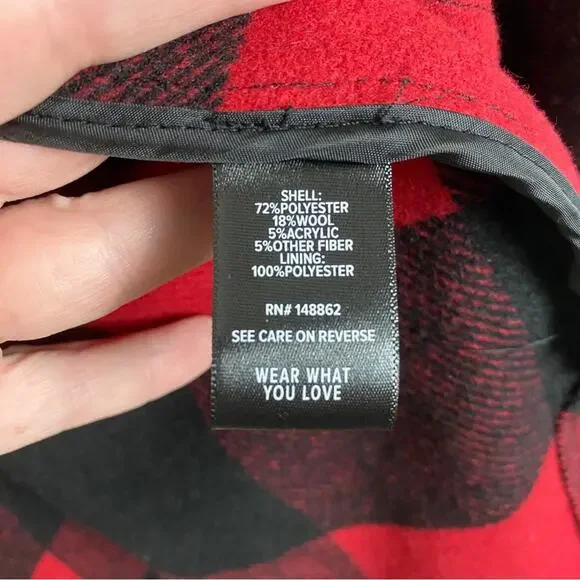 SHELL:
72%POLYESTER
18%WOOL
5%ACRYLIC
5%OTHER FIBER
LINING:
100%POLYESTER
RN# 148862
SEE CARE ON REVERSE
WEAR WHAT
YOU LOVE